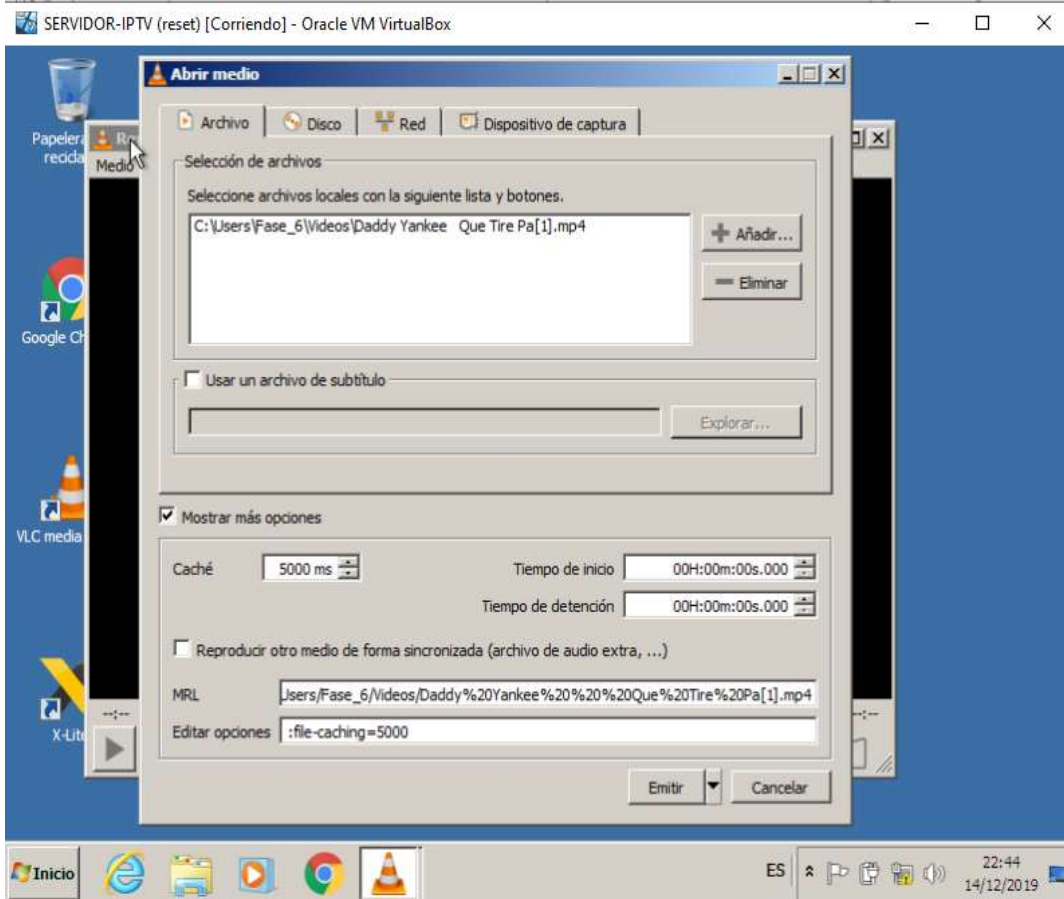 SERVIDOR-IPTV (reset) [Corriendo] - Oracle VM VirtualBox
Abrir medio
Archivo
Disco
Red
Dispositivo de captura
Papelera
Medio
Selección de archivos
Seleccione archivos locales con la siguiente lista y botones.
C:\Users\Fase_6\Videos\Daddy Yankee   Que Tire Pa[1].mp4
Añadir...
Eliminar
Google Ch
Usar un archivo de subtítulo
Explorar...
Mostrar más opciones
VLC media
Caché
5000 ms
Tiempo de inicio
00H:00m:00s.000
Tiempo de detención
00H:00m:00s.000
Reproducir otro medio de forma sincronizada (archivo de audio extra, ...)
MRL
Users/Fase_6/Videos/Daddy%20Yankee%20%20%20Que%20Tire%20Pa[1].mp4
--:--
--:--
X-Lite
Editar opciones
:file-caching=5000
Emitir
Cancelar
Inicio
ES
22:44
14/12/2019